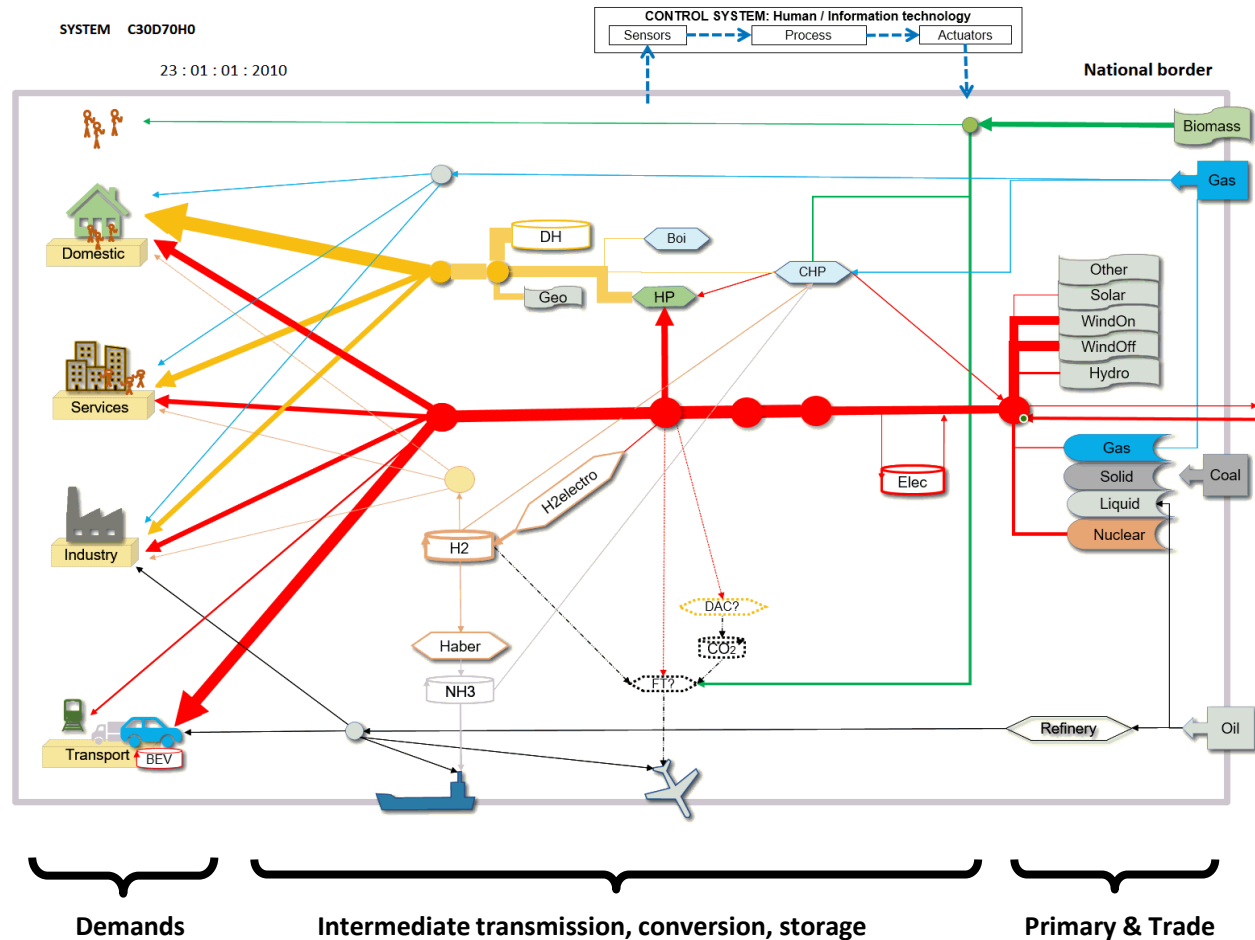 CONTROL SYSTEM: Human / Information technology
Sensors
Process
Actuators
SYSTEM C30D70H0
23 : 01 : 01 : 2010
National border
Biomass
Gas
Domestic
DH
Boi
Geo
HP
CHP
Other
Solar
WindOn
WindOff
Hydro
Services
Gas
Solid
Liquid
Nuclear
Coal
Elec
H2electro
H2
Industry
DAC?
CO2
Haber
FT?
NH3
Transport
BEV
Refinery
Oil
Demands
Intermediate transmission, conversion, storage
Primary & Trade